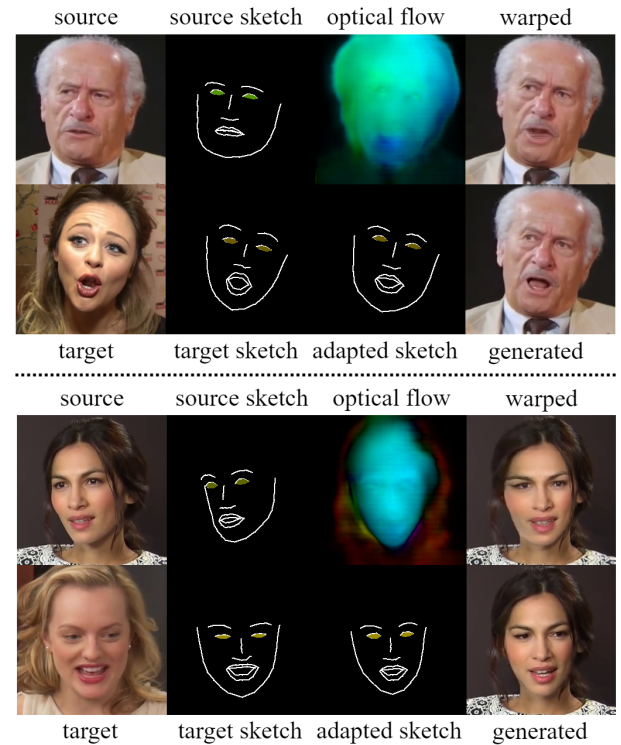 source source sketch optical flow warped
target target sketch adapted sketch generated
source source sketch optical flow warped
target target sketch adapted sketch generated